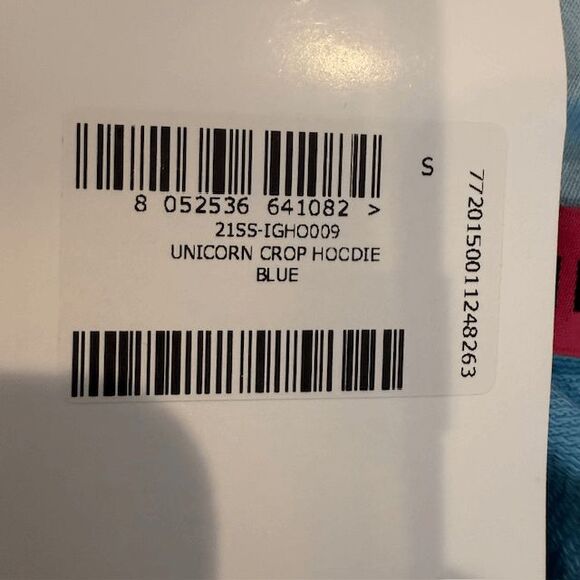 8 052536 641082 >
S
21SS-IGHO009
UNICORN CROP HOODIE
BLUE
7720150011248263